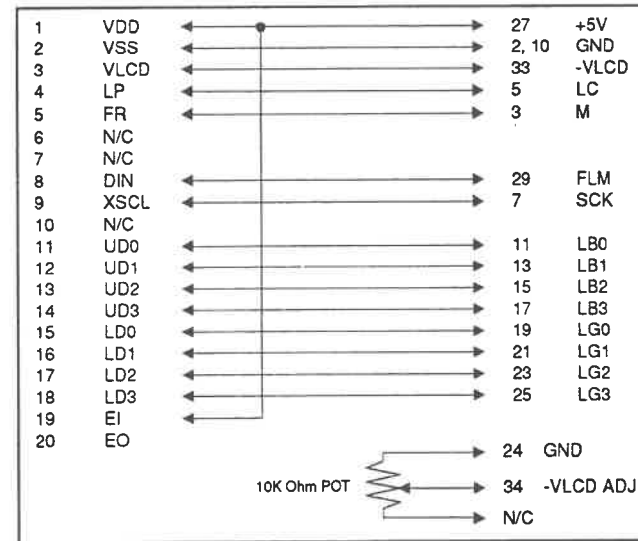 1 VDD 27 +5V
2 VSS 2, 10 GND
3 VLCD 33 -VLCD
4 LP 5 LC
5 FR 3 M
6 N/C
7 N/C
8 DIN 29 FLM
9 XSCL 7 SCK
10 N/C
11 UD0 11 LB0
12 UD1 13 LB1
13 UD2 15 LB2
14 UD3 17 LB3
15 LD0 19 LG0
16 LD1 21 LG1
17 LD2 23 LG2
18 LD3 25 LG3
19 EI
20 EO
24 GND
10K Ohm POT 34 -VLCD ADJ
N/C